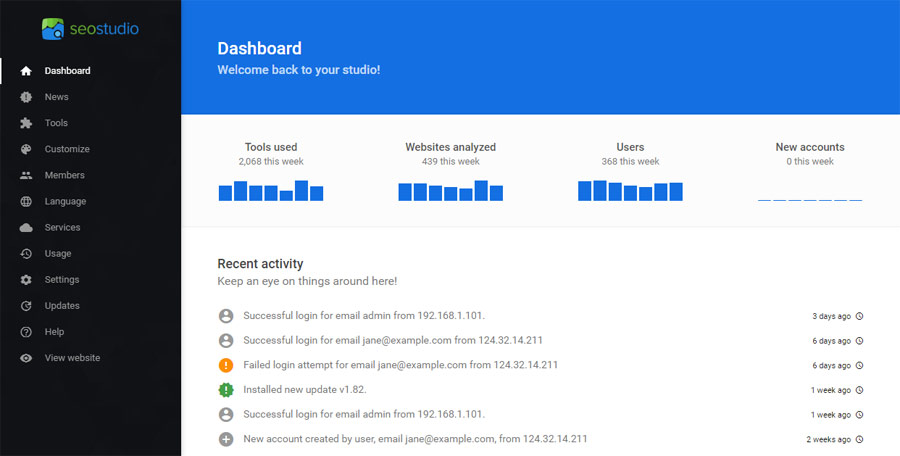 seostudio
Dashboard
News
Tools
Customize
Members
Language
Services
Usage
Settings
Updates
Help
View website
Dashboard
Welcome back to your studio!
Tools used
2,068 this week
Websites analyzed
439 this week
Users
368 this week
New accounts
0 this week
Recent activity
Keep an eye on things around here!
Successful login for email admin from 192.168.1.101. 3 days ago
Successful login for email jane@example.com from 124.32.14.211 6 days ago
Failed login attempt for email jane@example.com from 124.32.14.211 6 days ago
Installed new update v1.82. 1 week ago
Successful login for email admin from 192.168.1.101. 1 week ago
New account created by user, email jane@example.com, from 124.32.14.211 2 weeks ago